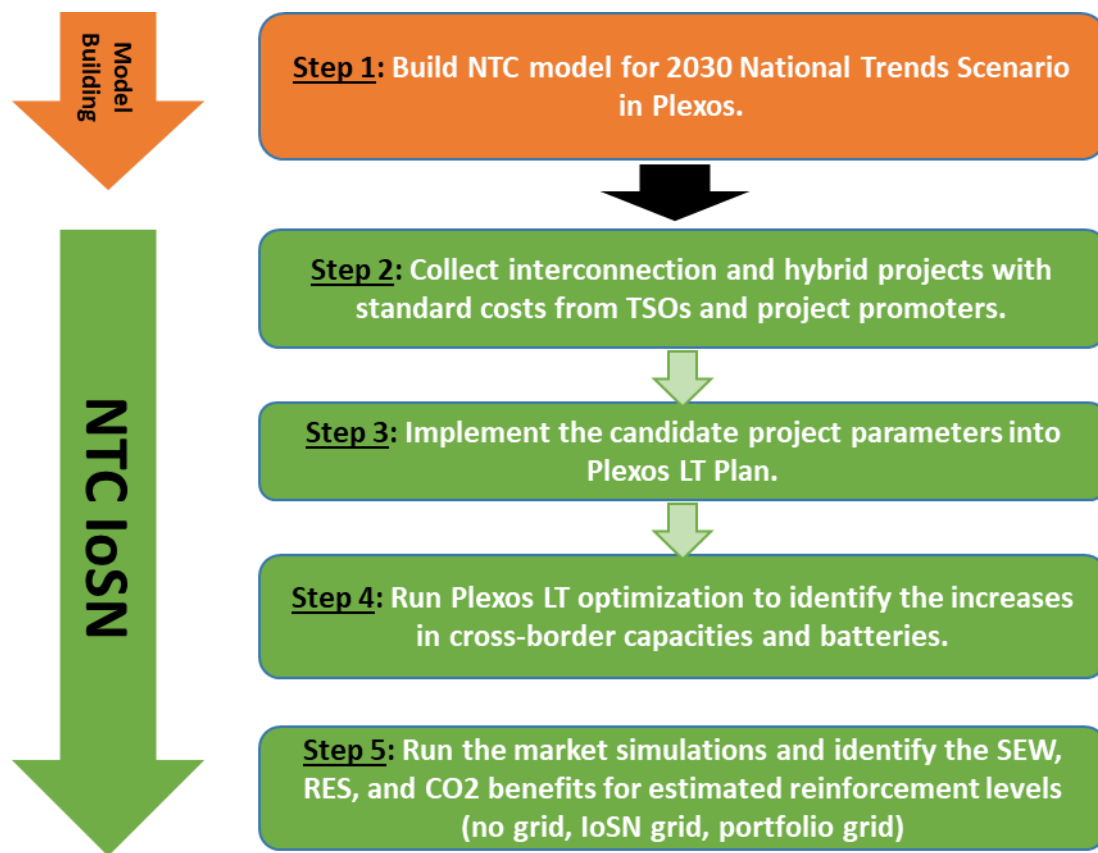 Model
Building
Step 1: Build NTC model for 2030 National Trends Scenario
in Plexos.
NTC IoSN
Step 2: Collect interconnection and hybrid projects with
standard costs from TSOs and project promoters.
Step 3: Implement the candidate project parameters into
Plexos LT Plan.
Step 4: Run Plexos LT optimization to identify the increases
in cross-border capacities and batteries.
Step 5: Run the market simulations and identify the SEW,
RES, and CO2 benefits for estimated reinforcement levels
(no grid, IoSN grid, portfolio grid)